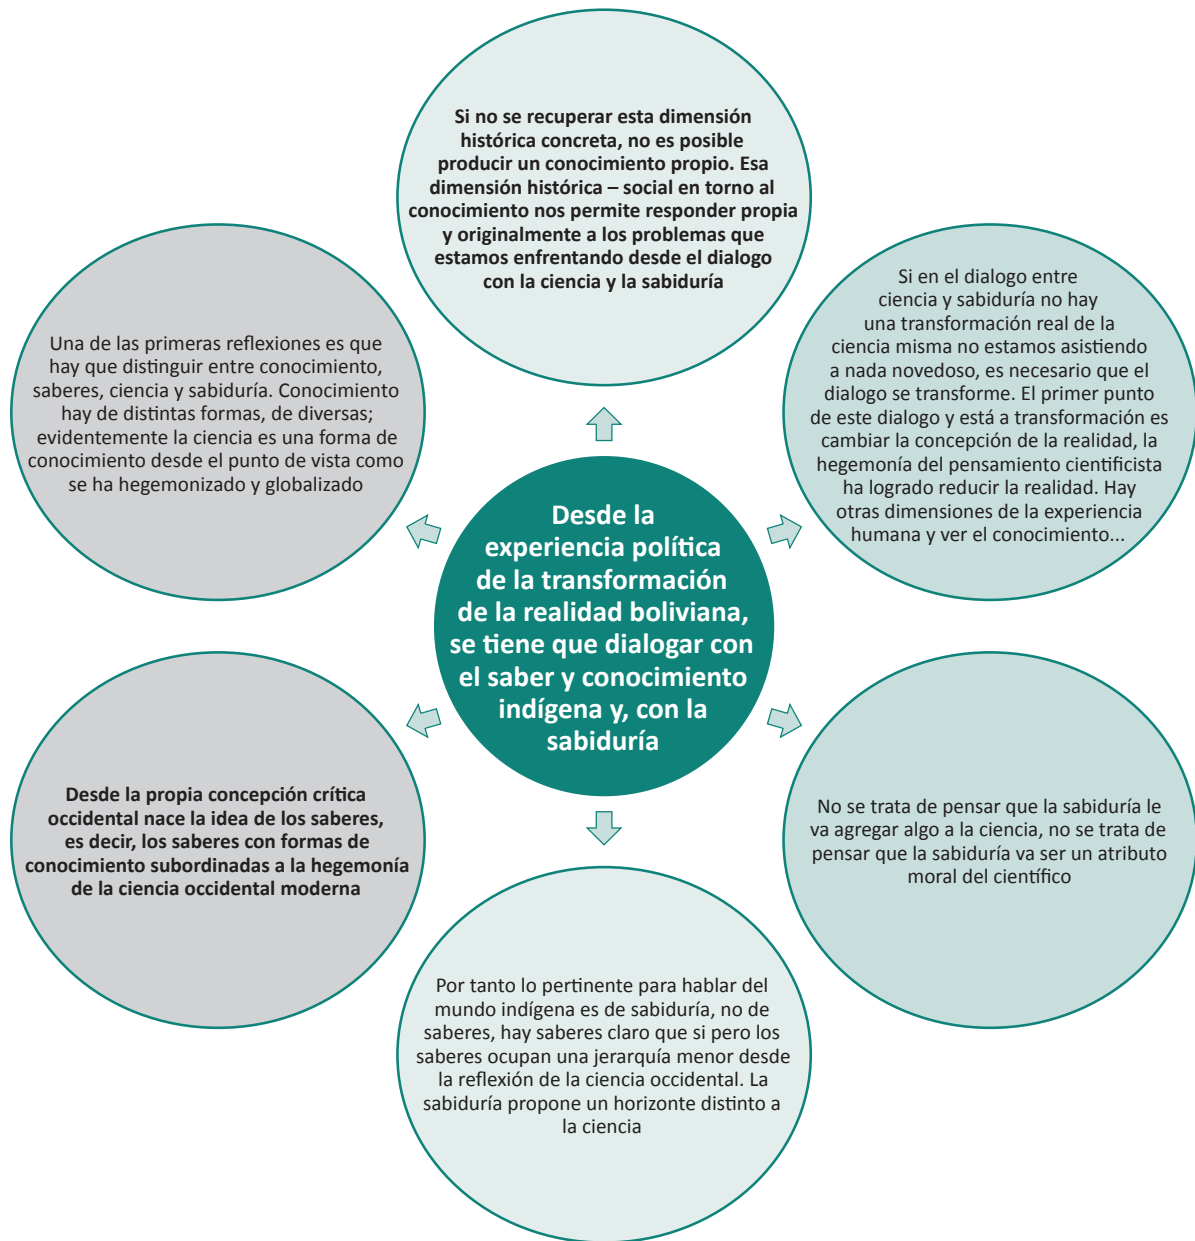 Si no se recuperar esta dimensión
histórica concreta, no es posible
producir un conocimiento propio. Esa
dimensión histórica – social en torno al
conocimiento nos permite responder propia
y originalmente a los problemas que
estamos enfrentando desde el dialogo
con la ciencia y la sabiduría
Si en el dialogo entre
ciencia y sabiduría no hay
una transformación real de la
ciencia misma no estamos asistiendo
a nada novedoso, es necesario que el
dialogo se transforme. El primer punto
de este dialogo y está a transformación es
cambiar la concepción de la realidad, la
hegemonía del pensamiento cientificista
ha logrado reducir la realidad. Hay
otras dimensiones de la experiencia
humana y ver el conocimiento...
Una de las primeras reflexiones es que
hay que distinguir entre conocimiento,
saberes, ciencia y sabiduría. Conocimiento
hay de distintas formas, de diversas;
evidentemente la ciencia es una forma de
conocimiento desde el punto de vista como
se ha hegemonizado y globalizado
Desde la
experiencia política
de la transformación
de la realidad boliviana,
se tiene que dialogar con
el saber y conocimiento
indígena y, con la
sabiduría
Desde la propia concepción crítica
occidental nace la idea de los saberes,
es decir, los saberes con formas de
conocimiento subordinadas a la hegemonía
de la ciencia occidental moderna
No se trata de pensar que la sabiduría le
va agregar algo a la ciencia, no se trata de
pensar que la sabiduría va ser un atributo
moral del científico
Por tanto lo pertinente para hablar del
mundo indígena es de sabiduría, no de
saberes, hay saberes claro que si pero los
saberes ocupan una jerarquía menor desde
la reflexión de la ciencia occidental. La
sabiduría propone un horizonte distinto a
la ciencia